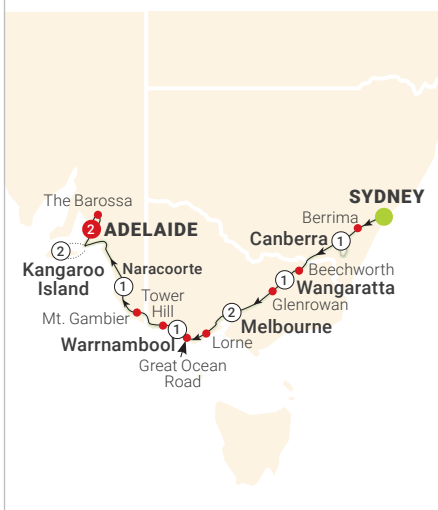 The Barossa
SYDNEY
2
ADELAIDE
Berrima
Canberra
1
2
Kangaroo
Island
Naracoorte
Beechworth
1
Wangaratta
1
Tower
Hill
Glenrowan
2
Mt. Gambier
Melbourne
1
Warrnambool
Lorne
Great Ocean
Road